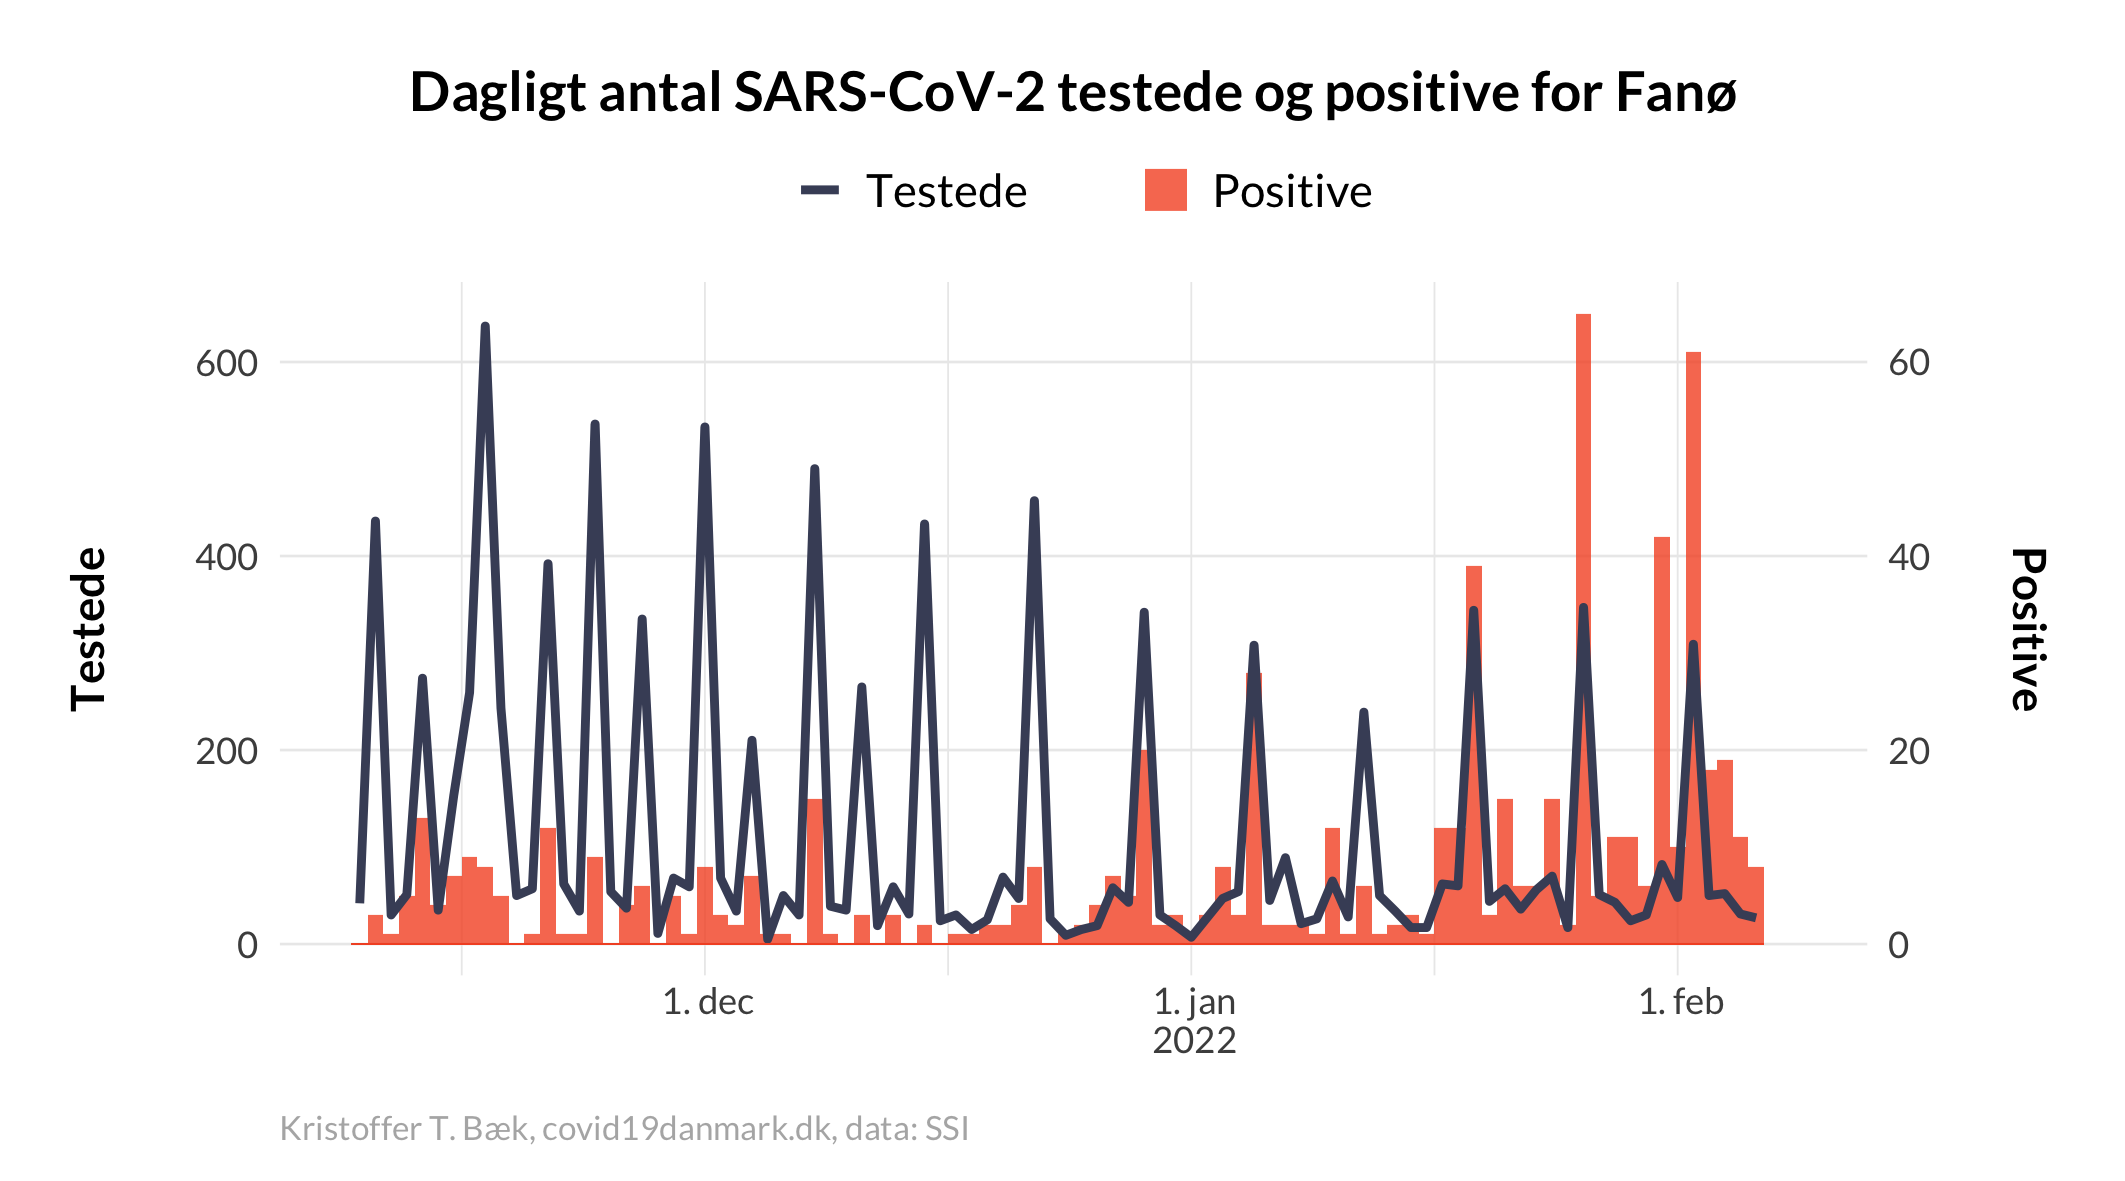 Dagligt antal SARS-CoV-2 testede og positive for Fanø
Testede Positive
600 60
400 40
200 20
0 0
Testede
Positive
1. dec 1. jan 1. feb
2022
Kristoffer T. Bæk, covid19danmark.dk, data: SSI